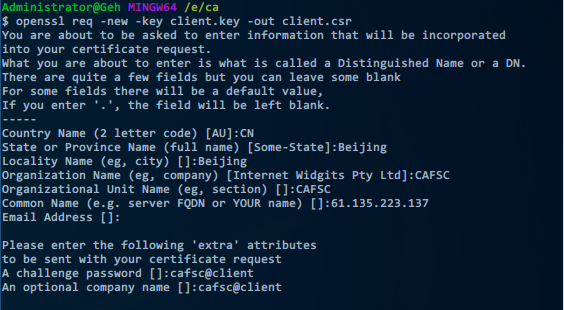 Administrator@Geh MINGW64 /e/ca
$ openssl req -new -key client.key -out client.csr
You are about to be asked to enter information that will be incorporated
into your certificate request.
What you are about to enter is what is called a Distinguished Name or a DN.
There are quite a few fields but you can leave some blank
For some fields there will be a default value,
If you enter '.', the field will be left blank.
-----
Country Name (2 letter code) [AU]:CN
State or Province Name (full name) [Some-State]:Beijing
Locality Name (eg, city) []:Beijing
Organization Name (eg, company) [Internet Widgits Pty Ltd]:CAFSC
Organizational Unit Name (eg, section) []:CAFSC
Common Name (e.g. server FQDN or YOUR name) []:61.135.223.137
Email Address []:
Please enter the following 'extra' attributes
to be sent with your certificate request
A challenge password []:cafsc@client
An optional company name []:cafsc@client